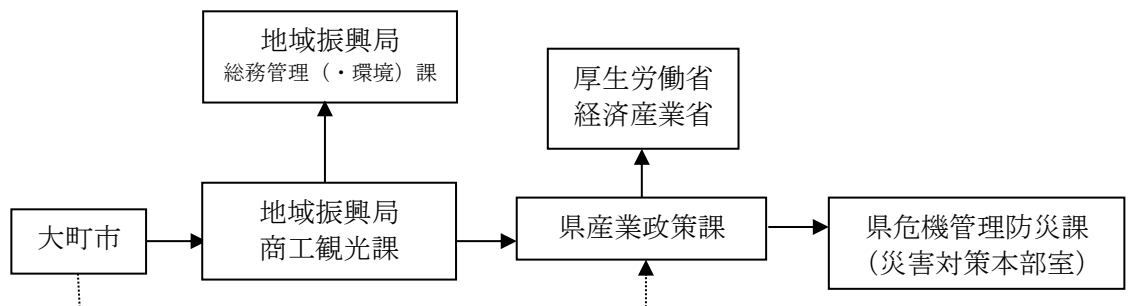 地域振興局
総務管理（・環境）課
厚生労働省
経済産業省
大町市
地域振興局
商工観光課
県産業政策課
県危機管理防災課
（災害対策本部室）